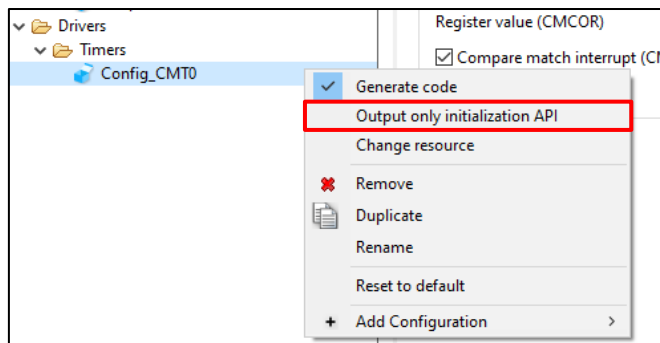 Drivers
Timers
Config_CMT0
Register value (CMCOR)
Compare match interrupt
Generate code
Output only initialization API
Change resource
Remove
Duplicate
Rename
Reset to default
Add Configuration